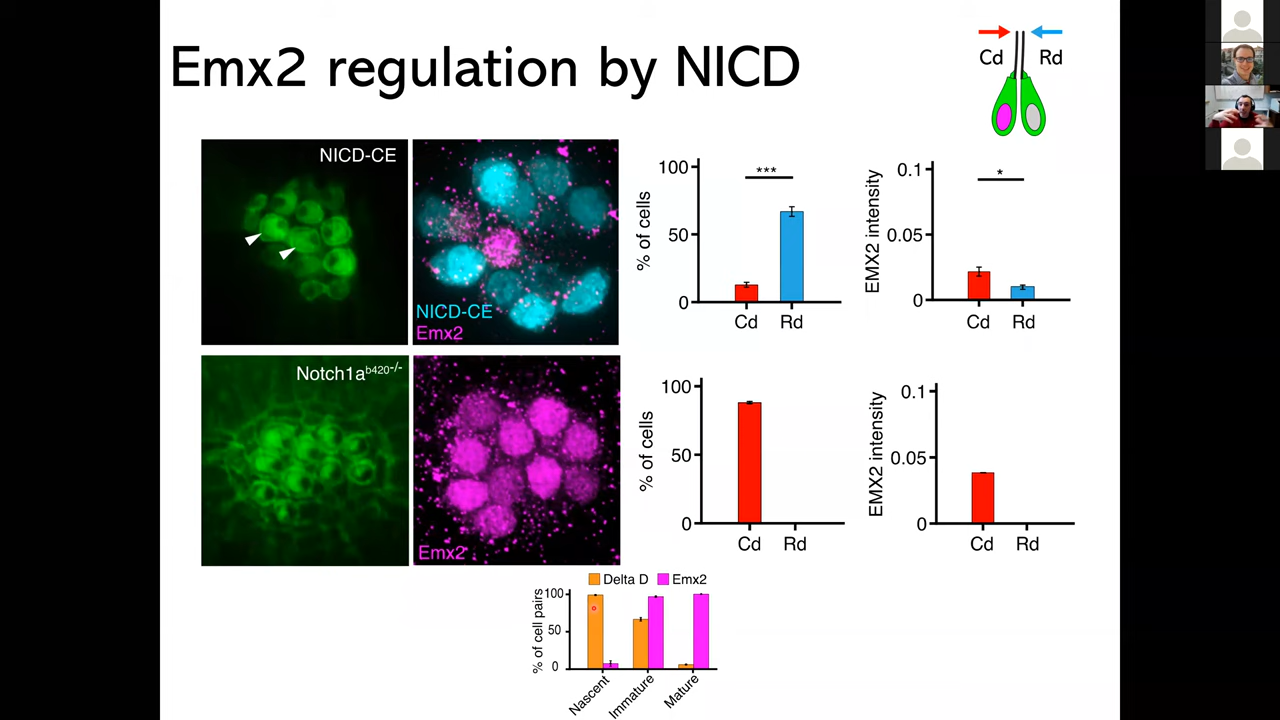 Emx2 regulation by NICD
Cd Rd
NICD-CE
NICD-CE
Emx2
% of cells
100
50
0
***
Cd Rd
EMX2 intensity
0.1
0.05
0
*
Cd Rd
Notch1ab420-/-
Emx2
% of cells
100
50
0
Cd Rd
EMX2 intensity
0.1
0.05
0
Cd Rd
Delta D Emx2
% of cell pairs
100
50
0
Nascent
Immature
Mature